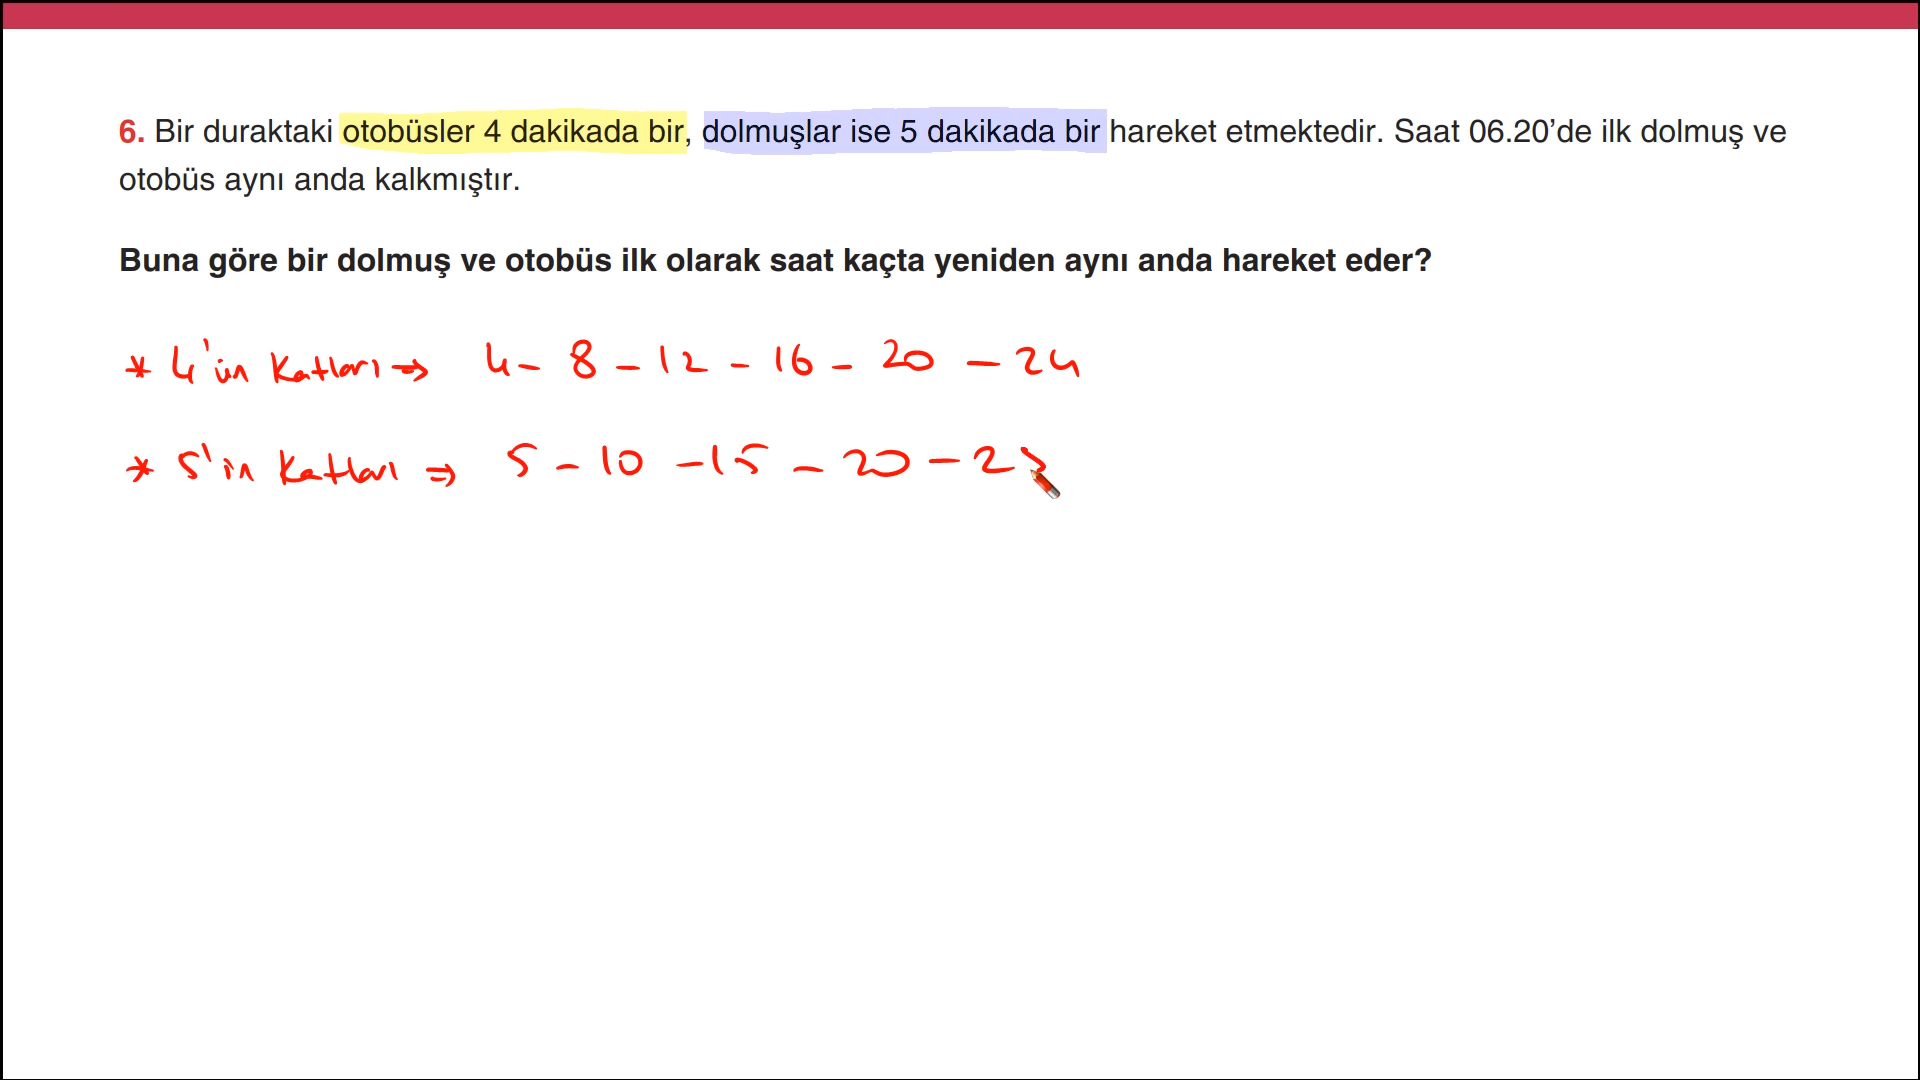 6. Bir duraktaki otobüsler 4 dakikada bir, dolmuşlar ise 5 dakikada bir hareket etmektedir. Saat 06.20’de ilk dolmuş ve
otobüs aynı anda kalkmıştır.
Buna göre bir dolmuş ve otobüs ilk olarak saat kaçta yeniden aynı anda hareket eder?
* 4'ün Katları ⇒ 4 - 8 - 12 - 16 - 20 - 24
* 5'in Katları ⇒ 5 - 10 - 15 - 20 - 2